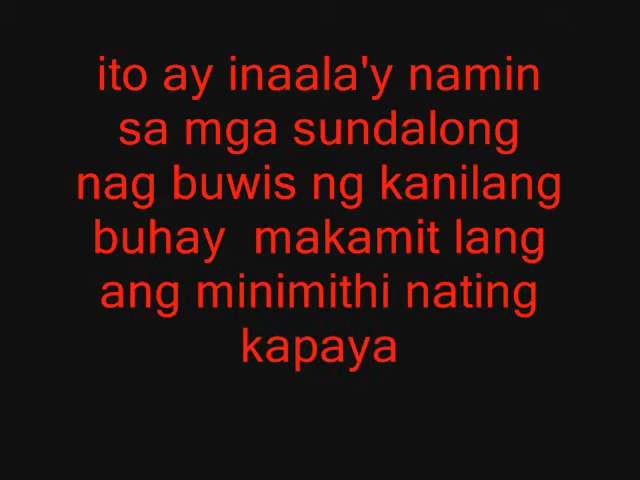 ito ay inaala'y namin
sa mga sundalong
nag buwis ng kanilang
buhay  makamit lang
ang minimithi nating
kapaya